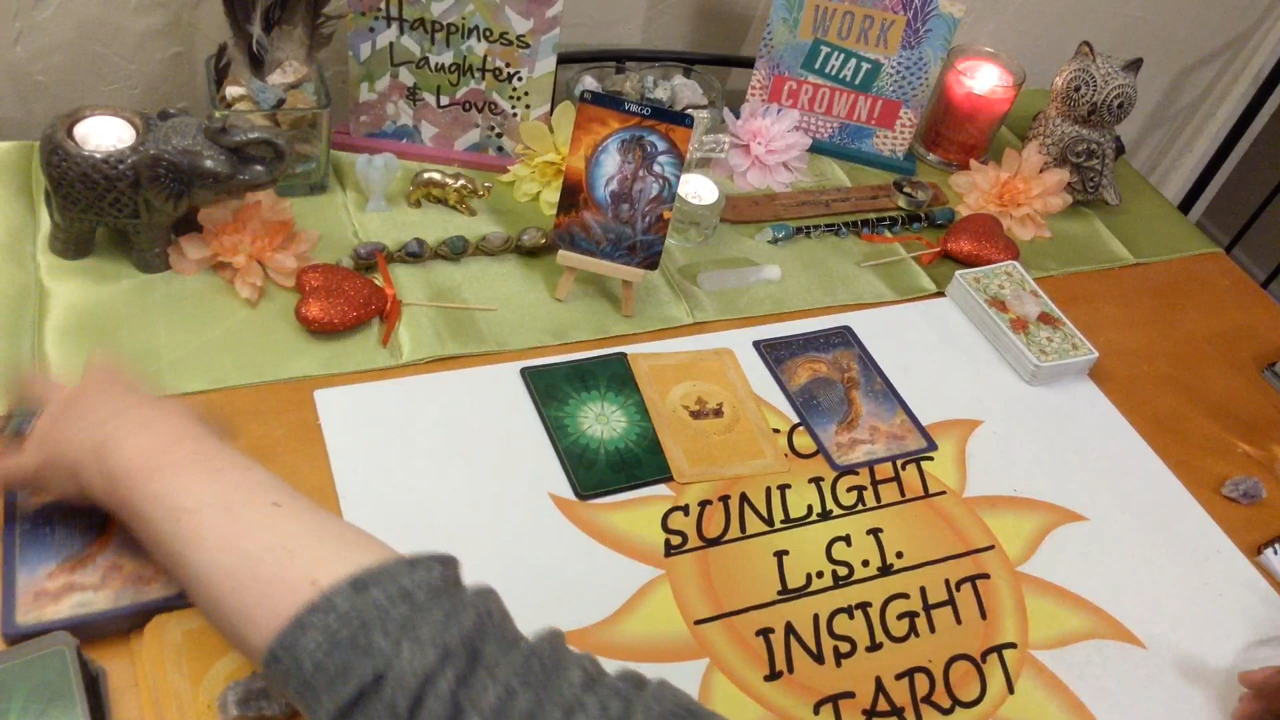 Happiness
Laughter
& Love
WORK
THAT
CROWN!
VIRGO
SUNLIGHT
L.S.I.
INSIGHT
TAROT